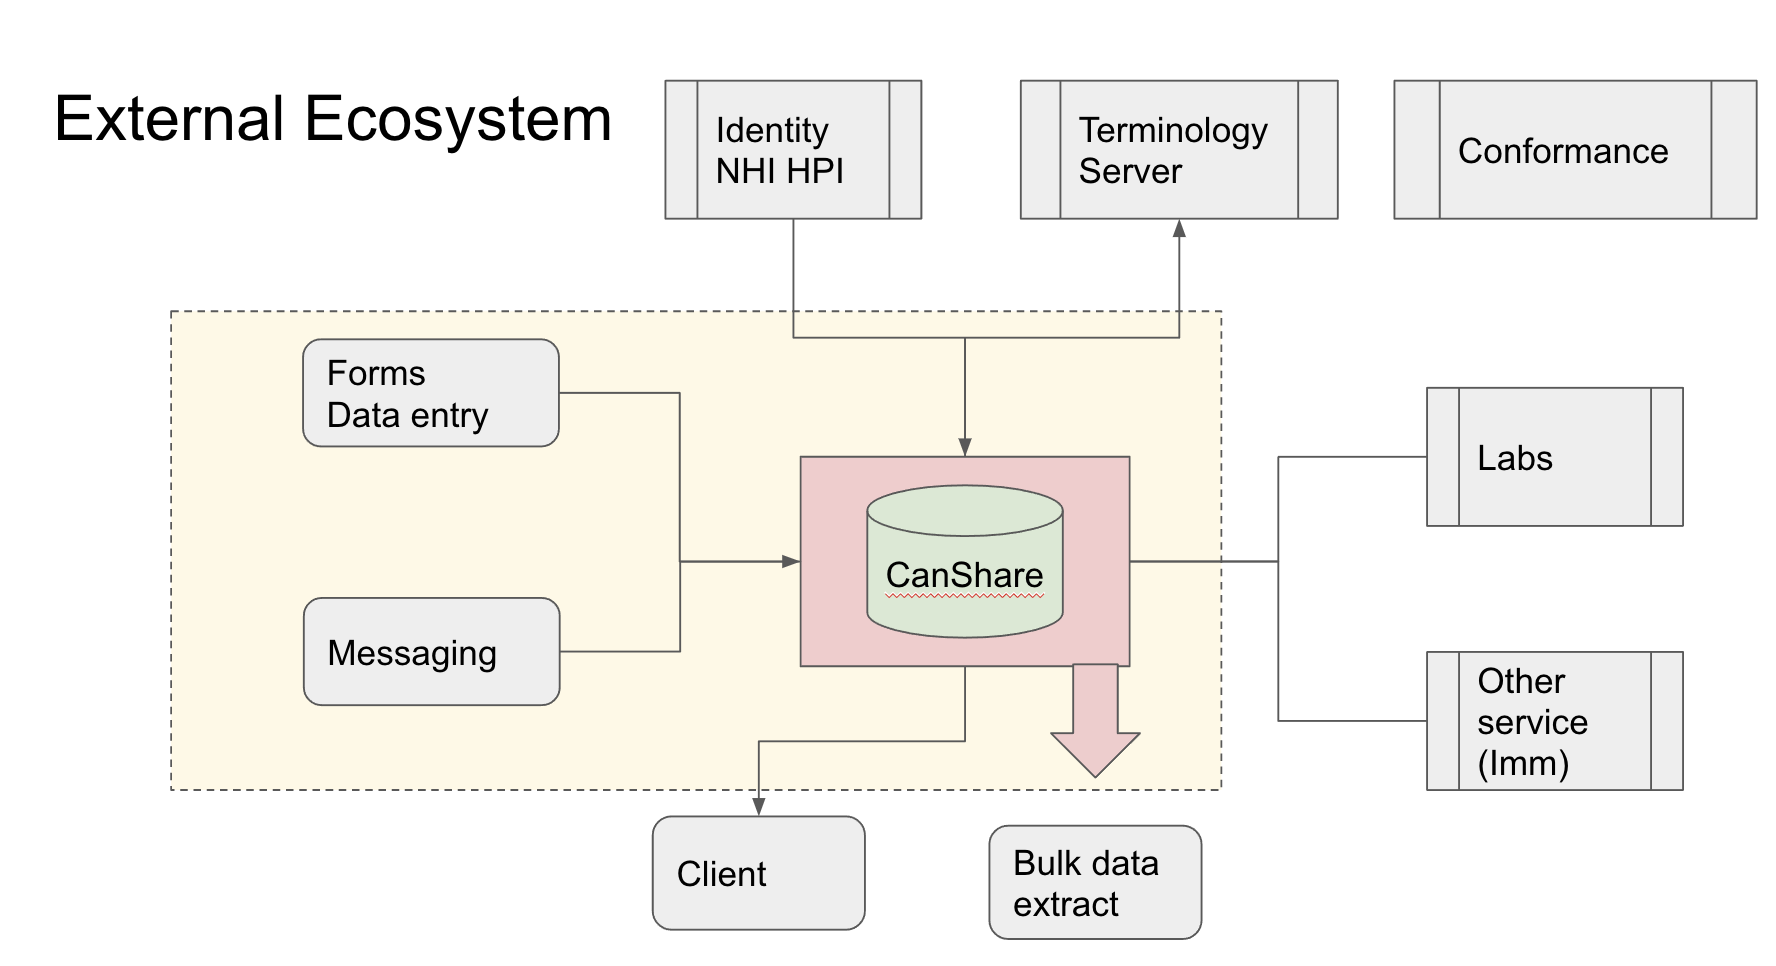 External Ecosystem
Identity
NHI HPI
Terminology
Server
Conformance
Forms
Data entry
Labs
CanShare
Messaging
Other
service
(Imm)
Client
Bulk data
extract